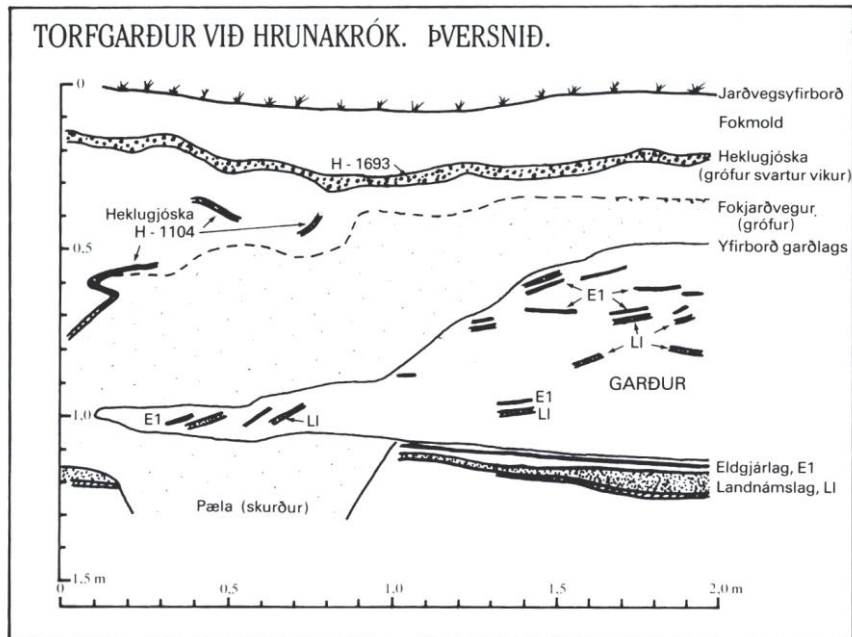 TORFGARÐUR VIÐ HRUNAKRÓK. ÞVERSNIÐ.
0
Jarðvegsyfirborð
Fokmold
H - 1693
Heklugjóska
(grófur svartur vikur)
Heklugjóska
H - 1104
Fokjarðvegur
(grófur)
0.5
Yfirborð garðlags
E1
LI
GARÐUR
1.0
E1
LI
E1
LI
Eldgjárlag, E1
Landnámslag, LI
Pæla (skurður)
1.5 m
0
0.5
1.0
2.0 m